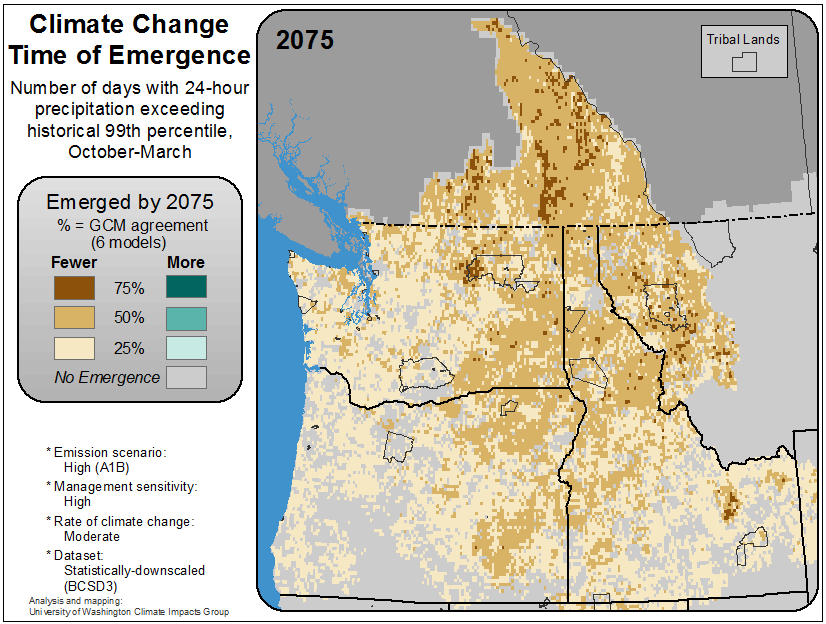 Climate Change
Time of Emergence
Number of days with 24-hour
precipitation exceeding
historical 99th percentile,
October-March
Emerged by 2075
% = GCM agreement
(6 models)
Fewer More
75%
50%
25%
No Emergence
* Emission scenario:
High (A1B)
* Management sensitivity:
High
* Rate of climate change:
Moderate
* Dataset:
Statistically-downscaled
(BCSD3)
Analysis and mapping:
University of Washington Climate Impacts Group
2075
Tribal Lands